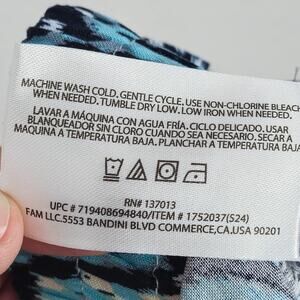 MACHINE WASH COLD. GENTLE CYCLE. USE NON-CHLORINE BLEACH
WHEN NEEDED. TUMBLE DRY LOW. LOW IRON IF NEEDED.
LAVAR A MÁQUINA CON AGUA FRÍA. CICLO DELICADO. USAR
BLANQUEADOR SIN CLORO CUANDO SEA NECESARIO. SECAR A
MAQUINA A TEMPERATURA BAJA. PLANCHAR A TEMPERATURA BAJA
RN# 137013
UPC # 719408694840/ITEM # 1752037(S24)
FAM LLC.5553 BANDINI BLVD COMMERCE,CA.USA 90201